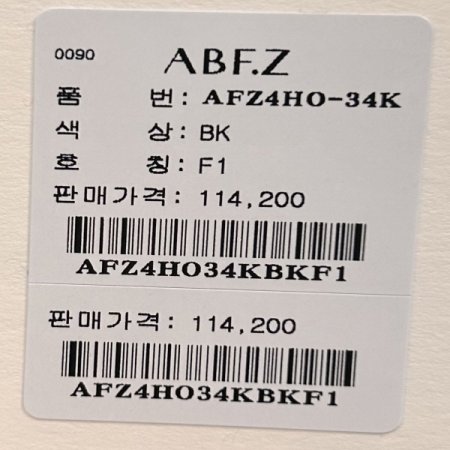 0090 ABF.Z
품 번: AFZ4HO-34K
색 상: BK
호 칭: F1
판매가격: 114,200
AFZ4HO34KBKF1
판매가격: 114,200
AFZ4HO34KBKF1